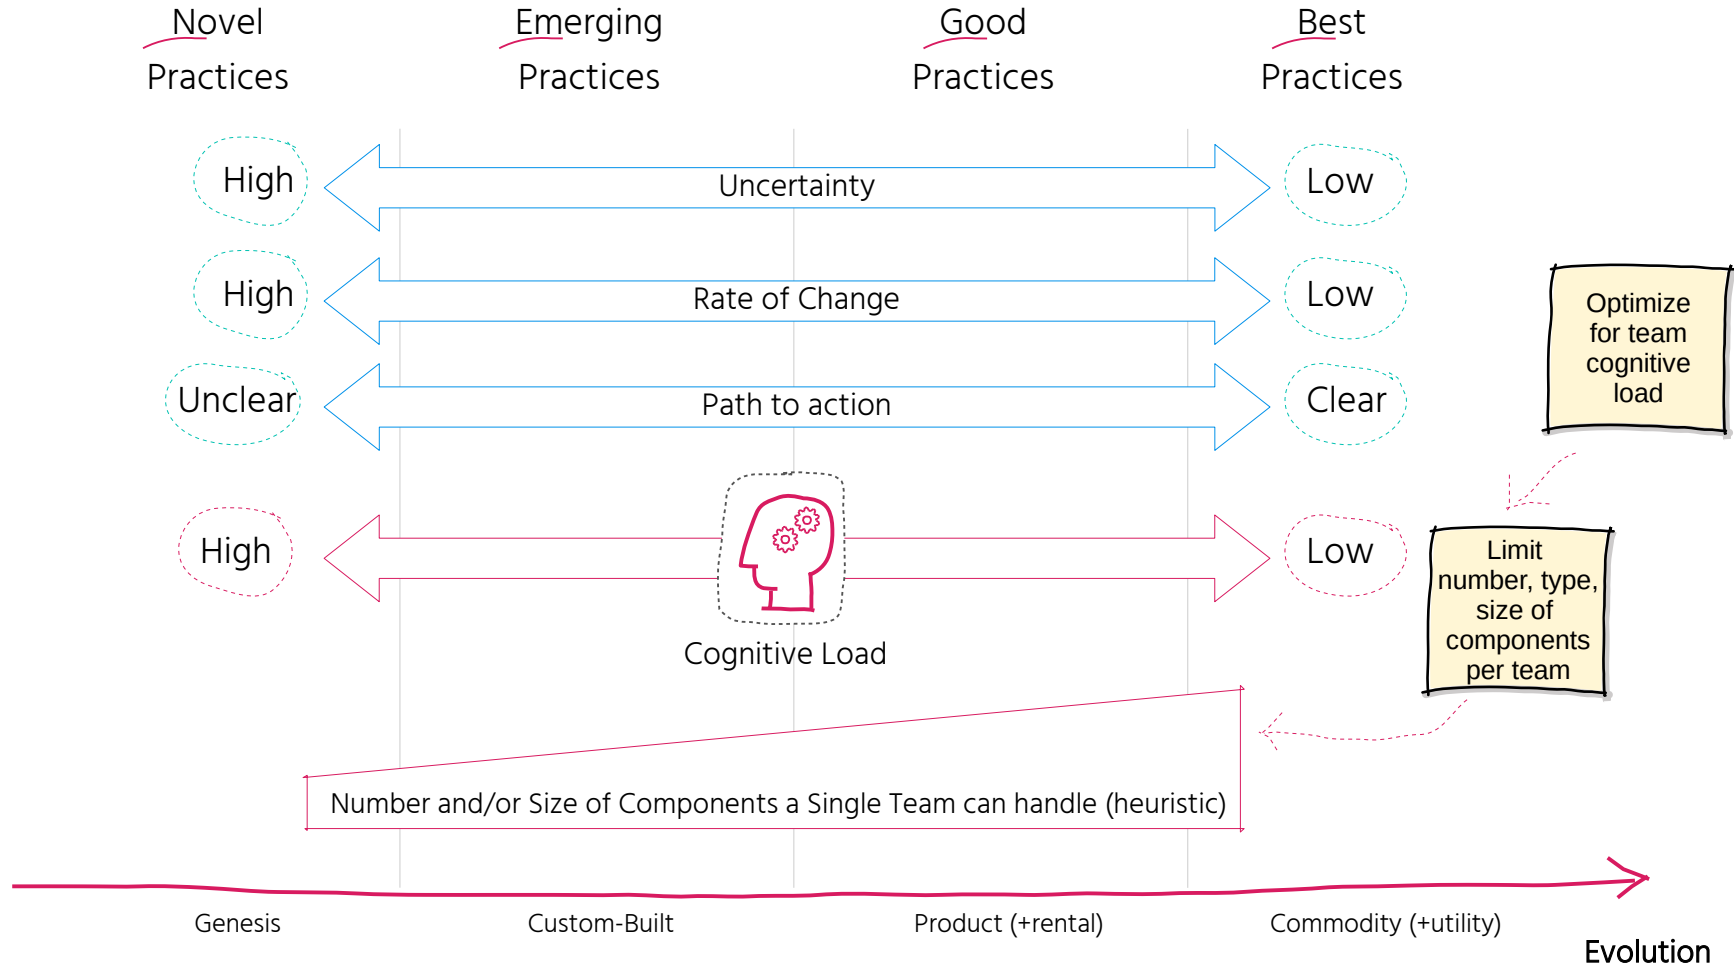 Novel
Practices
Emerging
Practices
Good
Practices
Best
Practices
High
Uncertainty
Low
High
Rate of Change
Low
Unclear
Path to action
Clear
Optimize
for team
cognitive
load
High
Low
Cognitive Load
Limit
number, type,
size of
components
per team
Number and/or Size of Components a Single Team can handle (heuristic)
Genesis
Custom-Built
Product (+rental)
Commodity (+utility)
Evolution